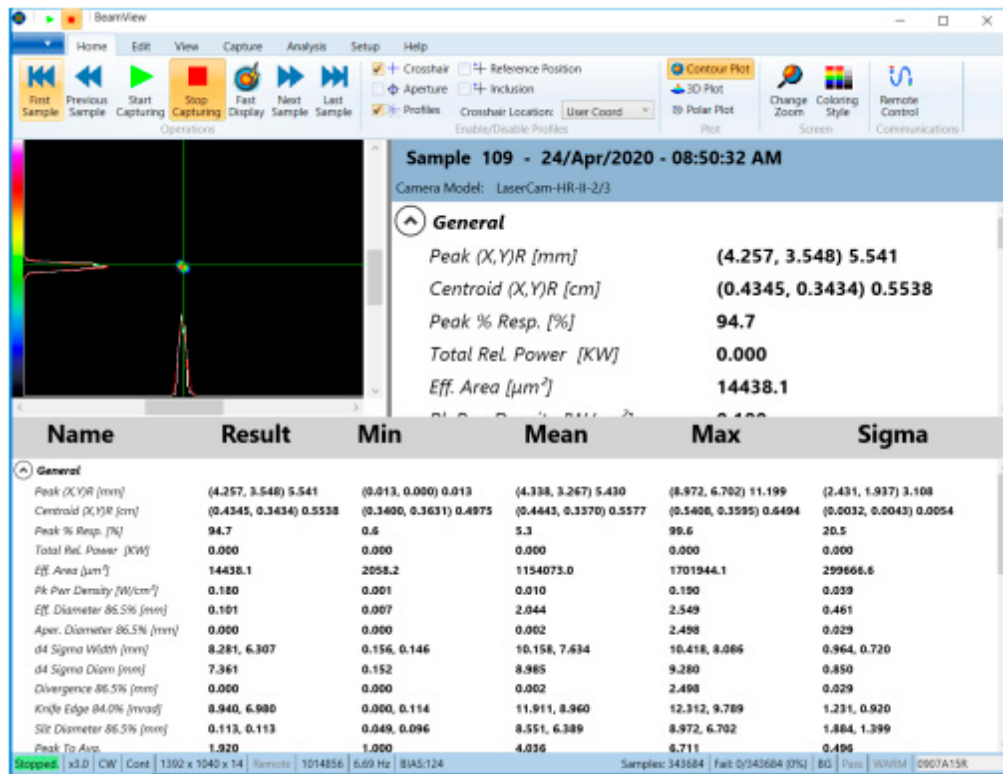 BeamView
Home Edit View Capture Analysis Setup Help
First Sample Previous Sample Start Capturing Stop Capturing Fast Display Next Sample Last Sample
Operations
Crosshair Reference Position
Aperture Inclusion
Profiles Crosshair Location: User Coord
Enable/Disable Profiles
Contour Plot
3D Plot
Polar Plot
Plot
Change Zoom Coloring Style
Screen
Remote Control
Communications
Sample 109 - 24/Apr/2020 - 08:50:32 AM
Camera Model: LaserCam-HR-II-2/3
General
Peak (X,Y)R [mm] (4.257, 3.548) 5.541
Centroid (X,Y)R [cm] (0.4345, 0.3434) 0.5538
Peak % Resp. [%] 94.7
Total Rel. Power [KW] 0.000
Eff. Area [µm²] 14438.1
Name Result Min Mean Max Sigma
General
Peak (X,Y)R [mm] (4.257, 3.548) 5.541 (0.013, 0.000) 0.013 (4.338, 3.267) 5.430 (8.972, 6.702) 11.199 (2.431, 1.937) 3.108
Centroid (X,Y)R [cm] (0.4345, 0.3434) 0.5538 (0.3400, 0.3631) 0.4975 (0.4443, 0.3370) 0.5577 (0.5408, 0.3595) 0.6494 (0.0032, 0.0043) 0.0054
Peak % Resp. [%] 94.7 0.6 5.3 99.6 20.5
Total Rel. Power [KW] 0.000 0.000 0.000 0.000 0.000
Eff. Area [µm²] 14438.1 2058.2 1154073.0 1701944.1 299666.6
Pk Pwr Density [W/cm²] 0.180 0.001 0.010 0.190 0.039
Eff. Diameter 86.5% [mm] 0.101 0.007 2.044 2.549 0.461
Aper. Diameter 86.5% [mm] 0.000 0.000 0.002 2.498 0.029
d4 Sigma Width [mm] 8.281, 6.307 0.156, 0.146 10.158, 7.634 10.418, 8.086 0.964, 0.720
d4 Sigma Diam [mm] 7.361 0.152 8.985 9.280 0.850
Divergence 86.5% [mm] 0.000 0.000 0.002 2.498 0.029
Knife Edge 84.0% [mrad] 8.940, 6.980 0.000, 0.114 11.911, 8.960 12.312, 9.789 1.231, 0.920
Slit Diameter 86.5% [mm] 0.113, 0.113 0.049, 0.096 8.551, 6.389 8.972, 6.702 1.884, 1.399
Peak To Avg. 1.920 1.000 4.036 6.711 0.496
Stopped. x3.0 CW Cont 1392 x 1040 x 14 Remote 1014856 6.69 Hz BIAS:124 Samples: 343684 Fail: 0/343684 (0%) BG Pass WARM 0907A15R